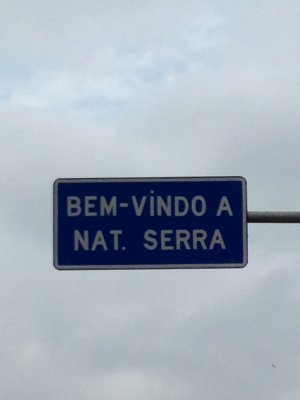 BEM-VINDO A
NAT. SERRA